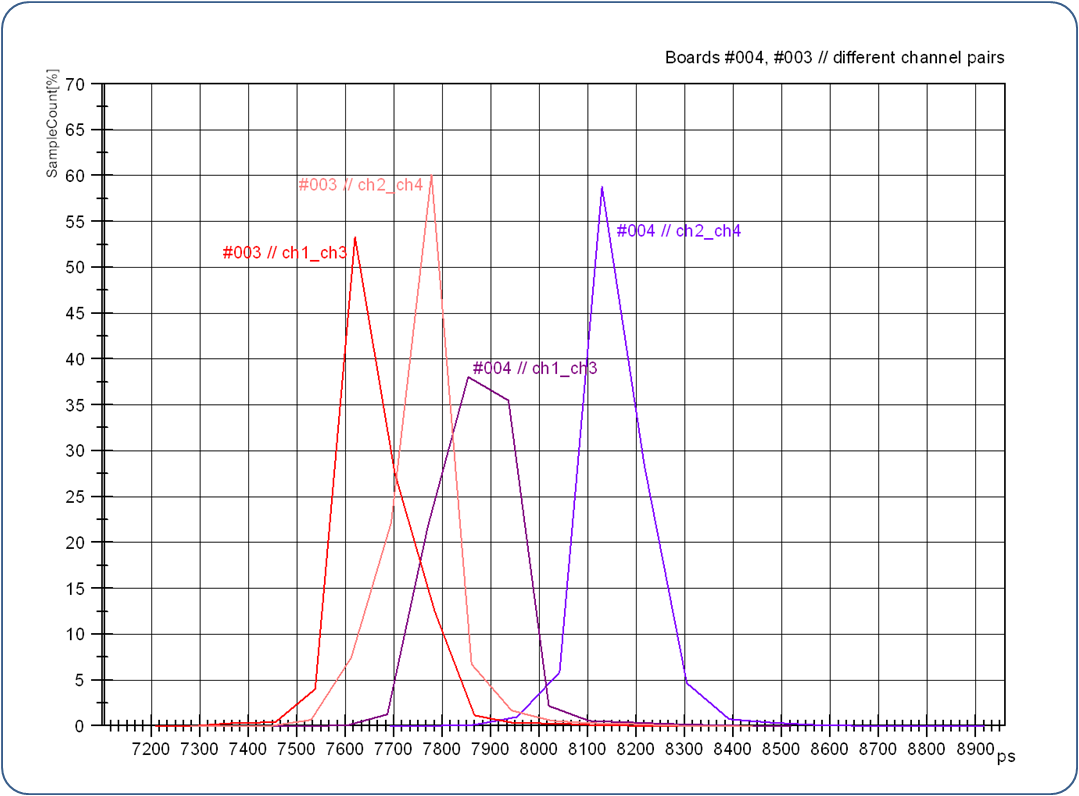 Boards #004, #003 // different channel pairs
SampleCount[%]
70
65
60
#003 // ch2_ch4
55
#004 // ch2_ch4
#003 // ch1_ch3
50
45
40
#004 // ch1_ch3
35
30
25
20
15
10
5
0
7200 7300 7400 7500 7600 7700 7800 7900 8000 8100 8200 8300 8400 8500 8600 8700 8800 8900 ps